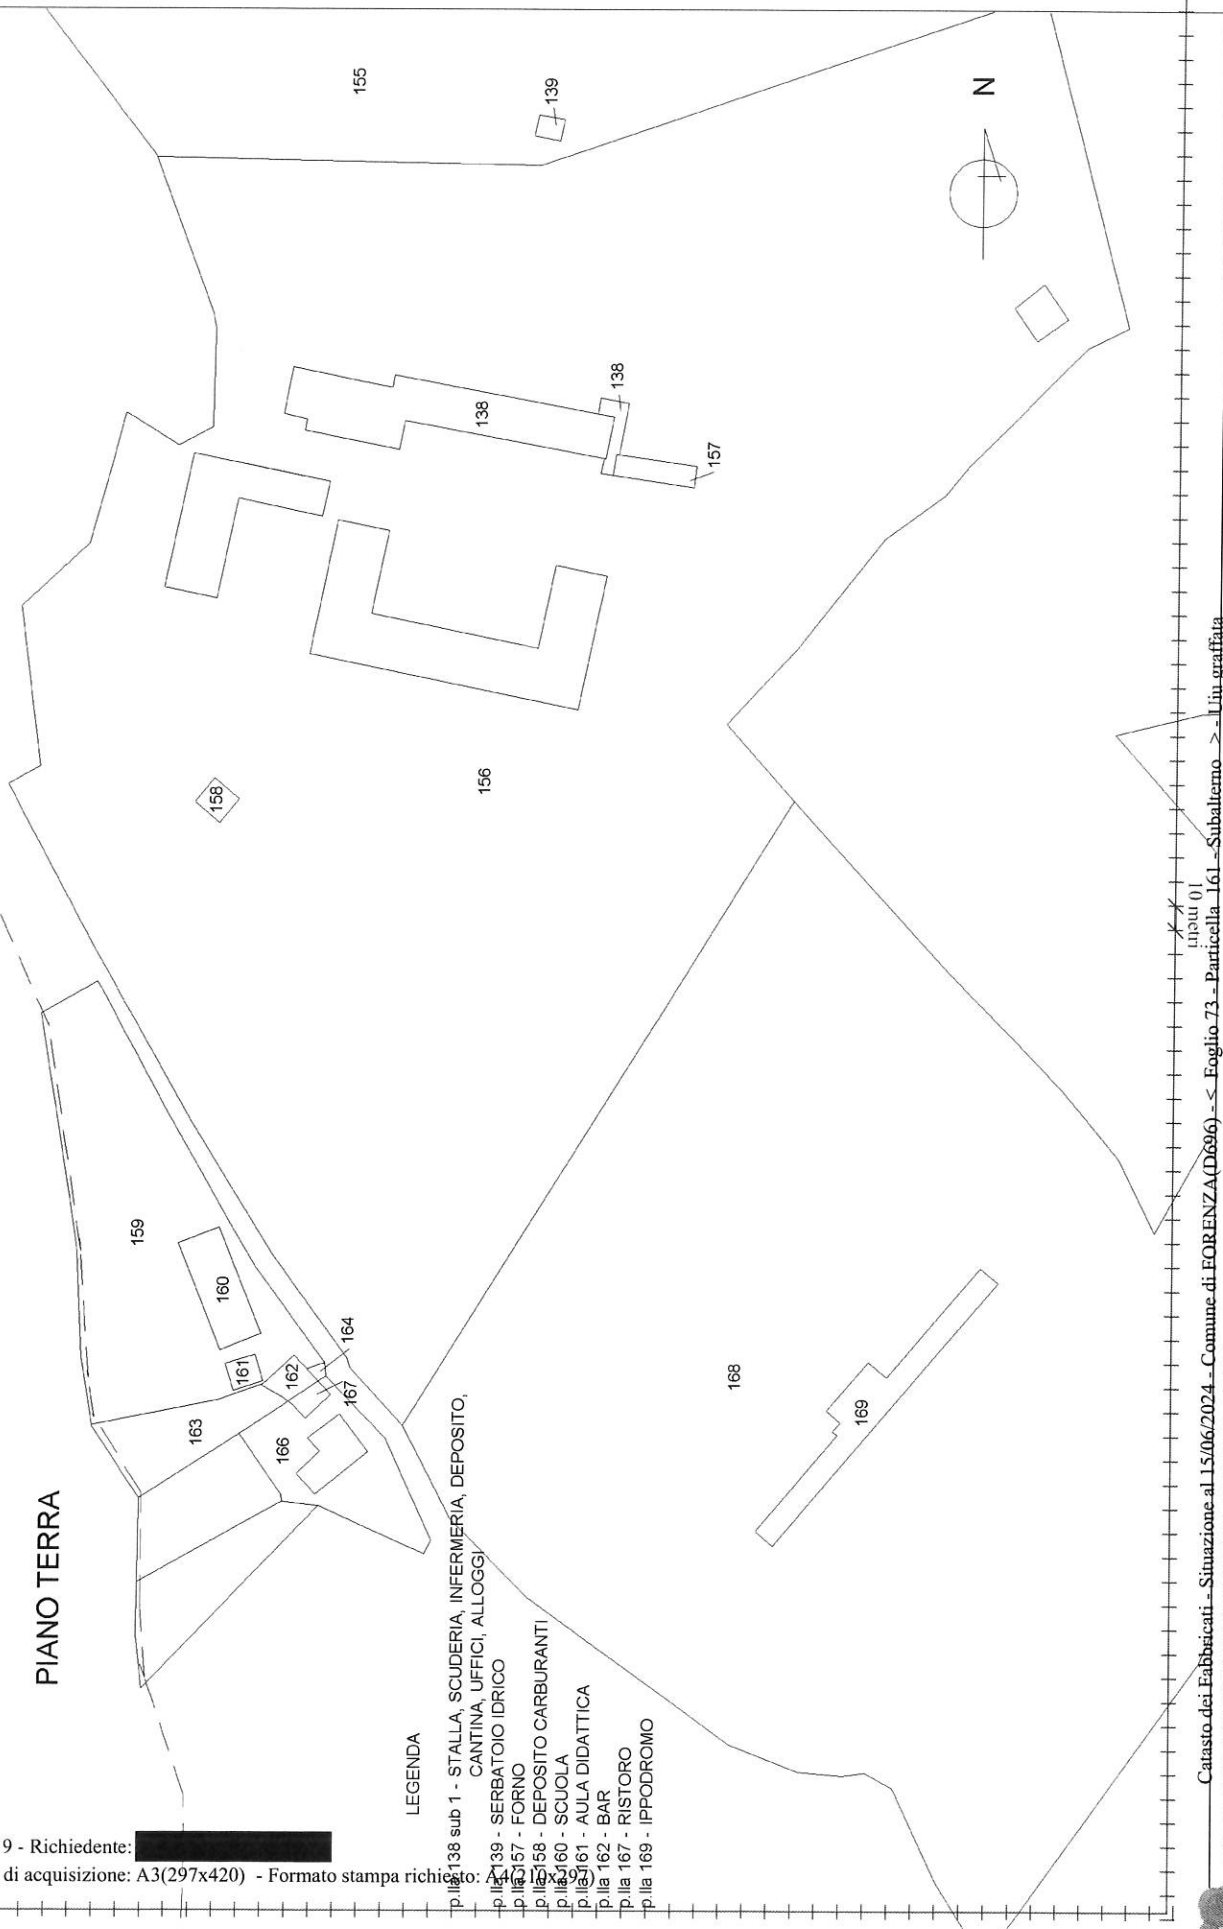 PIANO TERRA
155
139
N
138
138
157
156
158
159
160
161
162
164
167
163
166
168
169
LEGENDA
p.lla 138 sub 1 - STALLA, SCUDERIA, INFERMERIA, DEPOSITO,
CANTINA, UFFICI, ALLOGGI
p.lla 139 - SERBATOIO IDRICO
p.lla 157 - FORNO
p.lla 158 - DEPOSITO CARBURANTI
p.lla 160 - SCUOLA
p.lla 161 - AULA DIDATTICA
p.lla 162 - BAR
p.lla 167 - RISTORO
p.lla 169 - IPPODROMO
9 - Richiedente:
di acquisizione: A3(297x420) - Formato stampa richiesto: A4(210x297)
10 metri
Catasto dei Fabbricati - Situazione al 15/06/2024 - Comune di FORENZA(D696) - < Foglio 73 - Particella 161 - Subalterno > - Uiu graffata